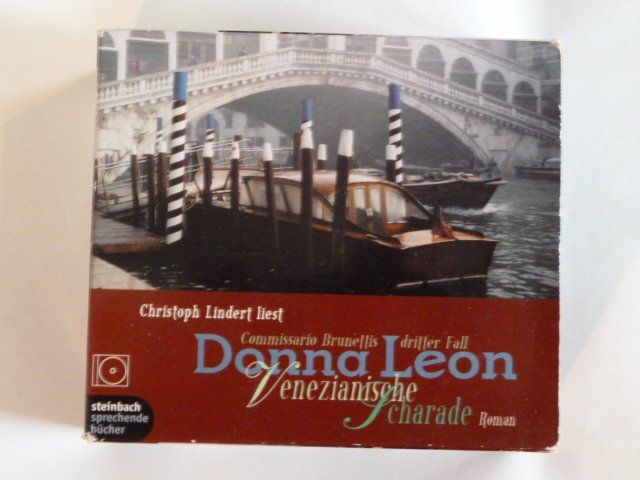 Christoph Lindert liest
Commissario Brunettis dritter Fall
Donna Leon
Venezianische
Scharade Roman
steinbach
sprechende
bücher